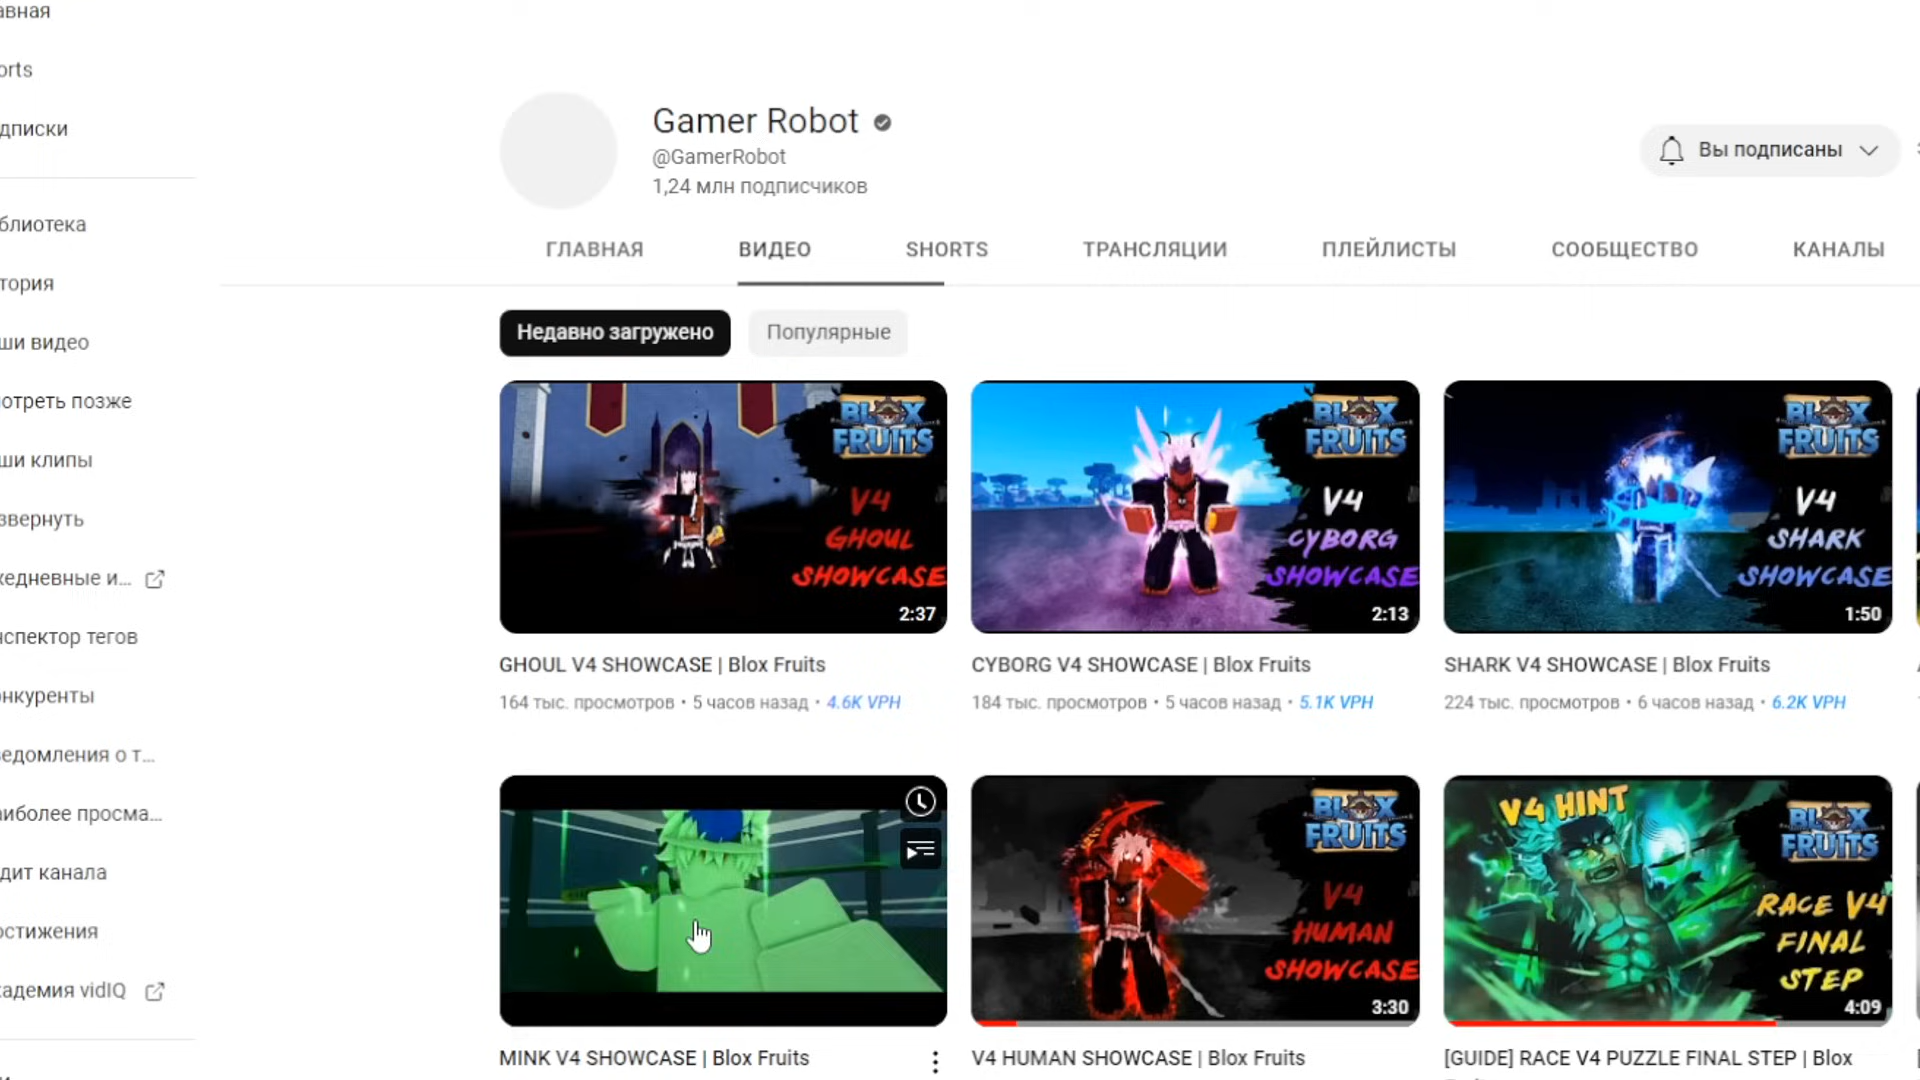 авная
orts
дписки
блиотека
тория
ши видео
отреть позже
ши клипы
звернуть
кедневные и...
нспектор тегов
онкуренты
едомления о т...
иболее просма...
дит канала
остижения
кадемия vidIQ
Gamer Robot
@GamerRobot
1,24 млн подписчиков
Вы подписаны
ГЛАВНАЯ ВИДЕО SHORTS ТРАНСЛЯЦИИ ПЛЕЙЛИСТЫ СООБЩЕСТВО КАНАЛЫ
Недавно загружено Популярные
BLOX
FRUITS
V4
GHOUL
SHOWCASE
2:37
GHOUL V4 SHOWCASE | Blox Fruits
164 тыс. просмотров • 5 часов назад • 4.6K VPH
BLOX
FRUITS
V4
CYBORG
SHOWCASE
2:13
CYBORG V4 SHOWCASE | Blox Fruits
184 тыс. просмотров • 5 часов назад • 5.1K VPH
BLOX
FRUITS
V4
SHARK
SHOWCASE
1:50
SHARK V4 SHOWCASE | Blox Fruits
224 тыс. просмотров • 6 часов назад • 6.2K VPH
MINK V4 SHOWCASE | Blox Fruits
BLOX
FRUITS
V4
HUMAN
SHOWCASE
3:30
V4 HUMAN SHOWCASE | Blox Fruits
V4 HINT
BLOX
FRUITS
RACE V4
FINAL
STEP
4:09
[GUIDE] RACE V4 PUZZLE FINAL STEP | Blox